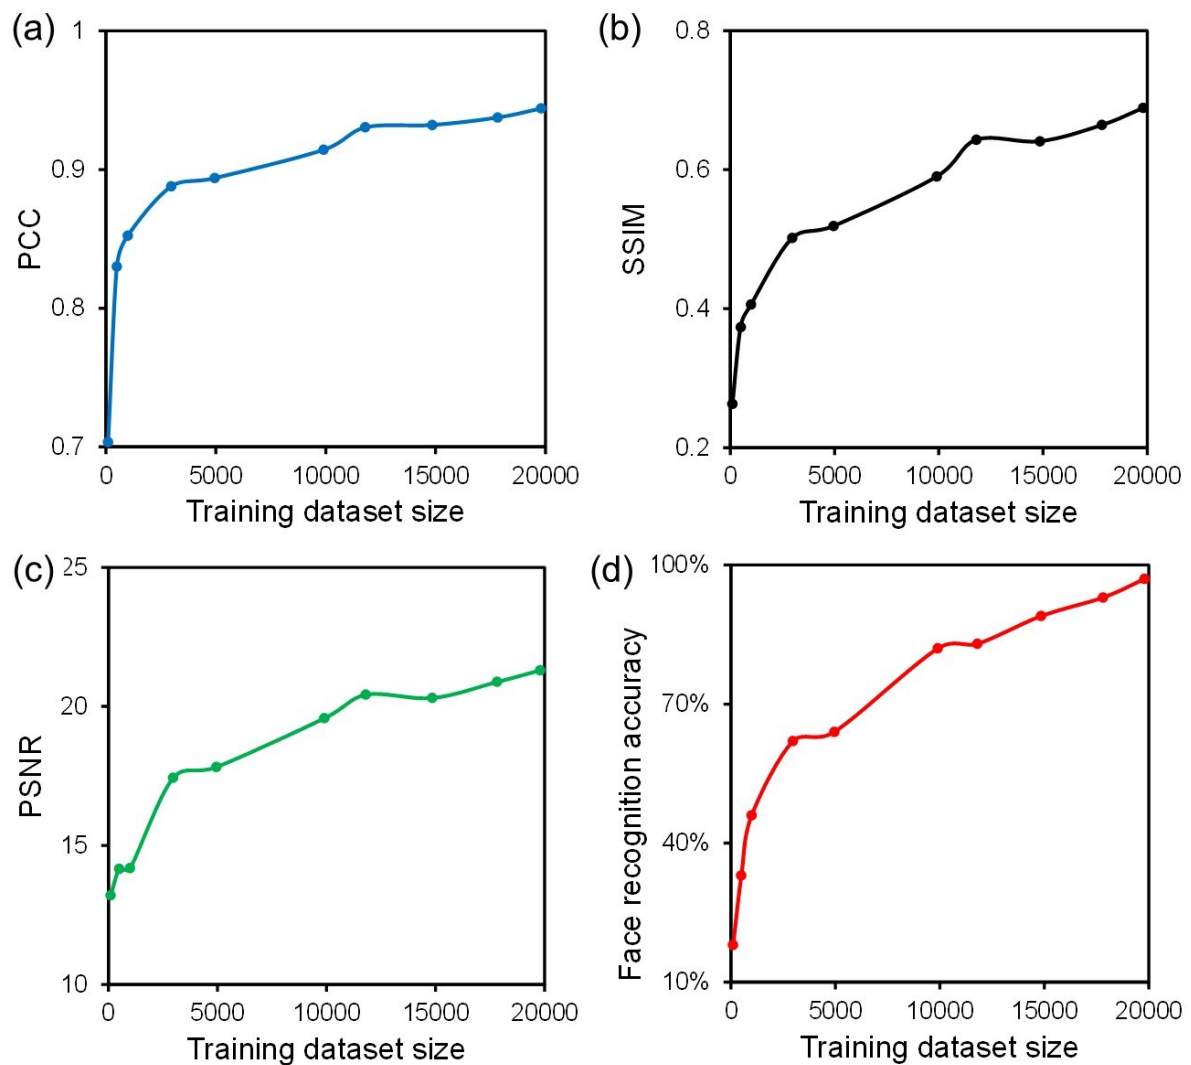 (a)
1
0.9
0.8
0.7
PCC
0 5000 10000 15000 20000
Training dataset size
(b)
0.8
0.6
0.4
0.2
SSIM
0 5000 10000 15000 20000
Training dataset size
(c)
25
20
15
10
PSNR
0 5000 10000 15000 20000
Training dataset size
(d)
100%
70%
40%
10%
Face recognition accuracy
0 5000 10000 15000 20000
Training dataset size